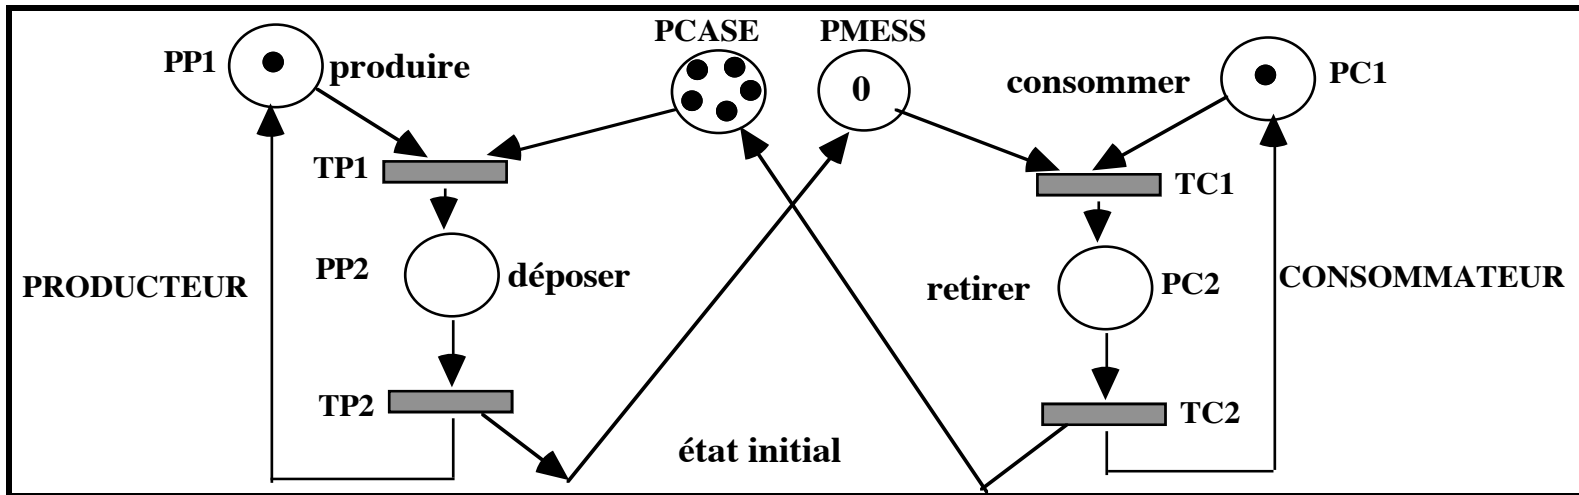 PCASE
PMESS
PP1
produire
0
consommer
PC1
TP1
TC1
PP2
déposer
retirer
PC2
PRODUCTEUR
CONSOMMATEUR
TP2
TC2
état initial